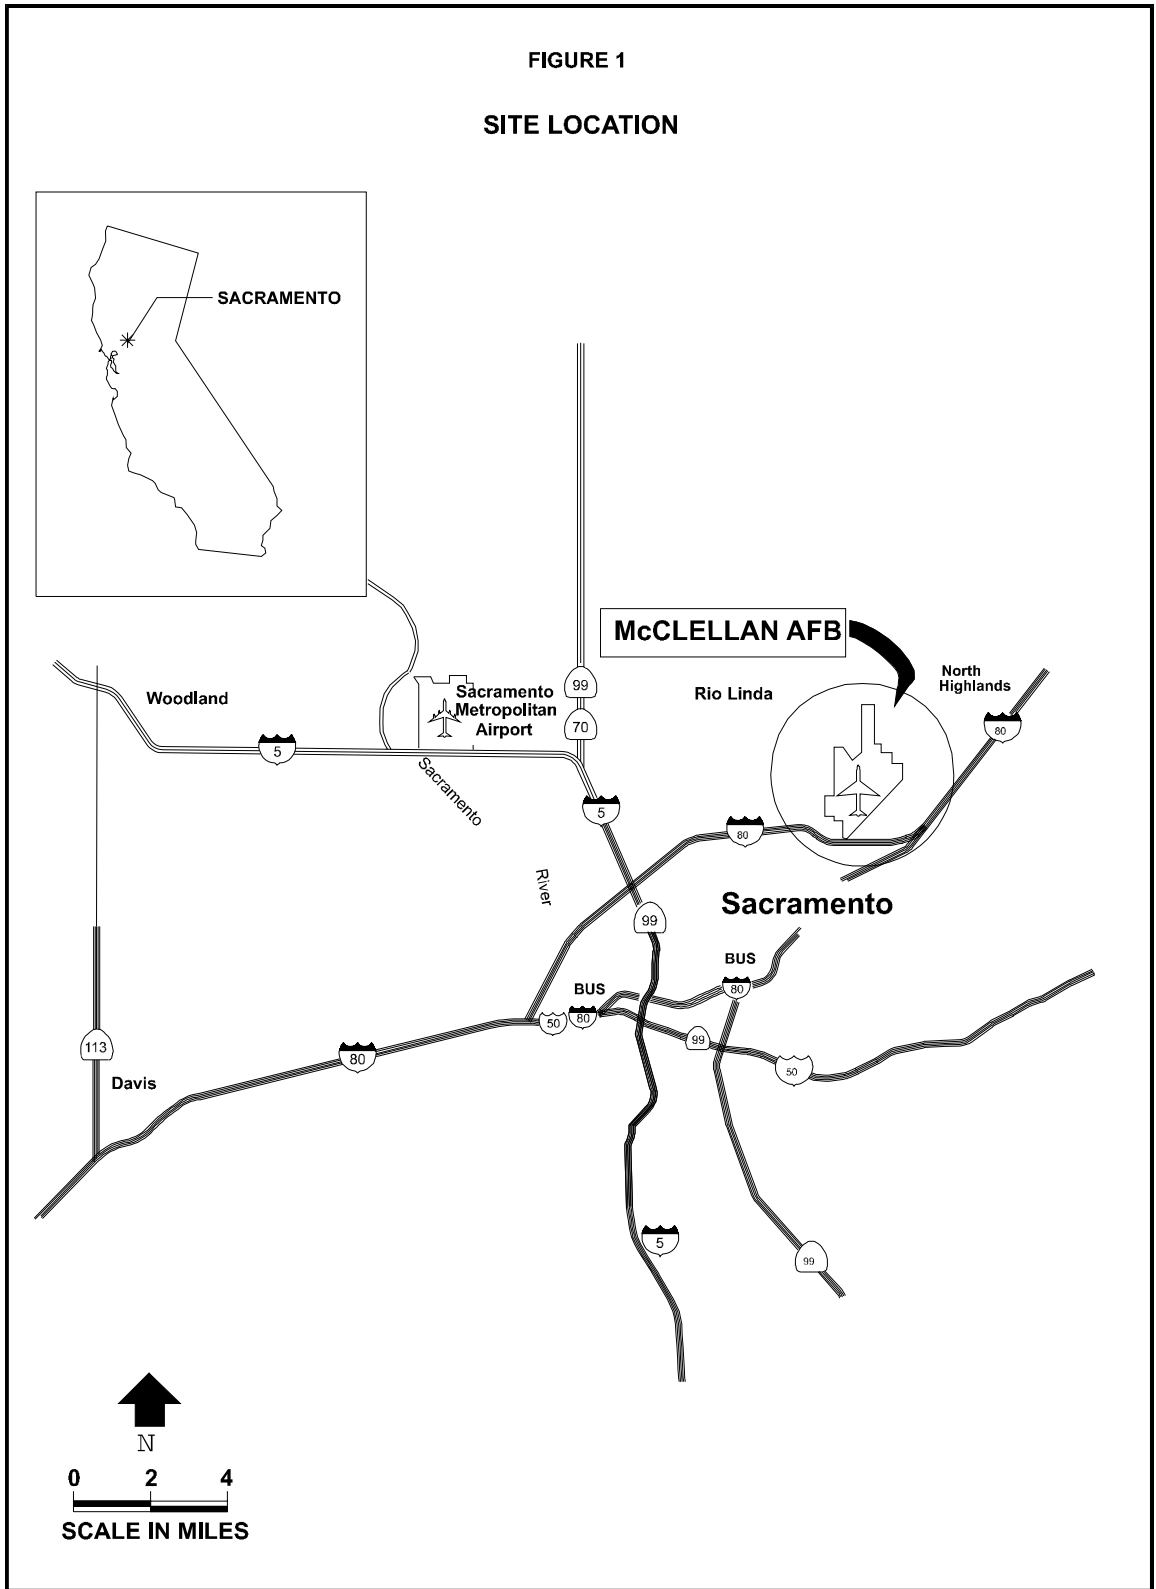 FIGURE 1
SITE LOCATION
SACRAMENTO
McCLELLAN AFB
North
Highlands
Rio Linda
Woodland
Sacramento
Metropolitan
Airport
99
70
80
5
Sacramento
5
80
River
Sacramento
99
BUS
BUS
80
50
80
99
113
80
50
Davis
5
99
N
0 2 4
SCALE IN MILES